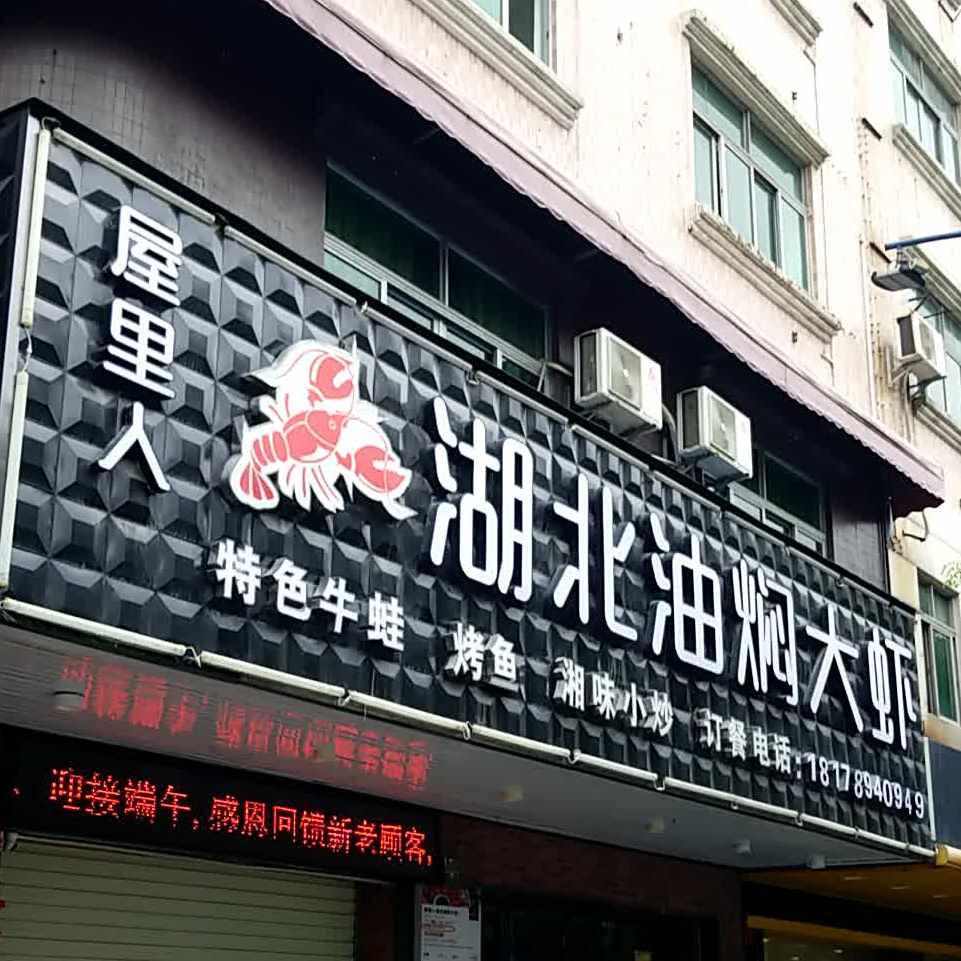 屋里人
湖北油焖大虾
特色牛蛙 烤鱼 湘味小炒 订餐电话:18178940949
、迎接端午,感恩回馈新老顾客,